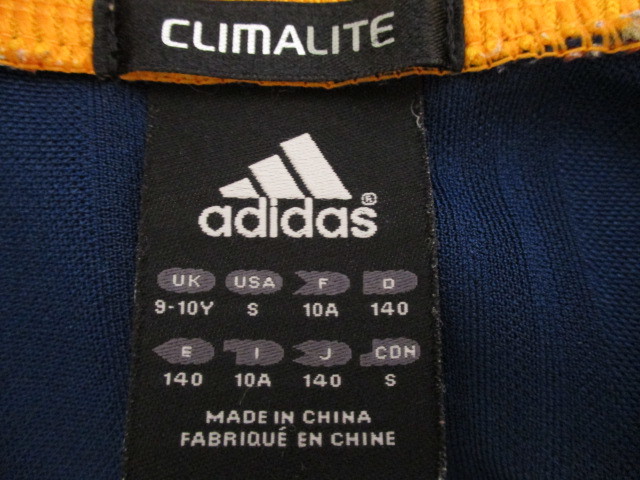 CLIMALITE
adidas®
UK USA F D
9-10Y S 10A 140
E I J CDN
140 10A 140 S
MADE IN CHINA
FABRIQUÉ EN CHINE